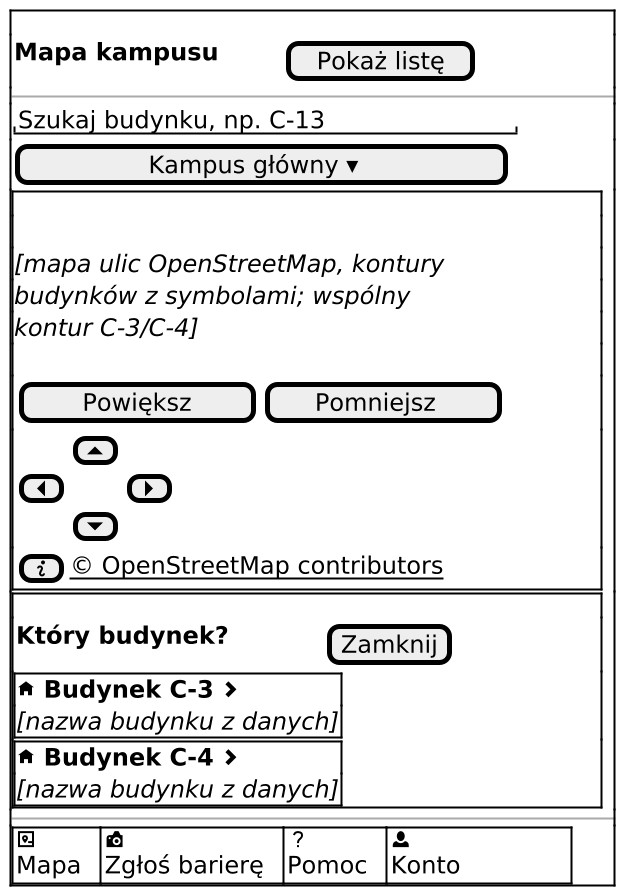 Mapa kampusu
Pokaż listę
Szukaj budynku, np. C-13
Kampus główny ▾
[mapa ulic OpenStreetMap, kontury
budynków z symbolami; wspólny
kontur C-3/C-4]
Powiększ
Pomniejsz
© OpenStreetMap contributors
Który budynek?
Zamknij
Budynek C-3
[nazwa budynku z danych]
Budynek C-4
[nazwa budynku z danych]
Mapa
Zgłoś barierę
? Pomoc
Konto